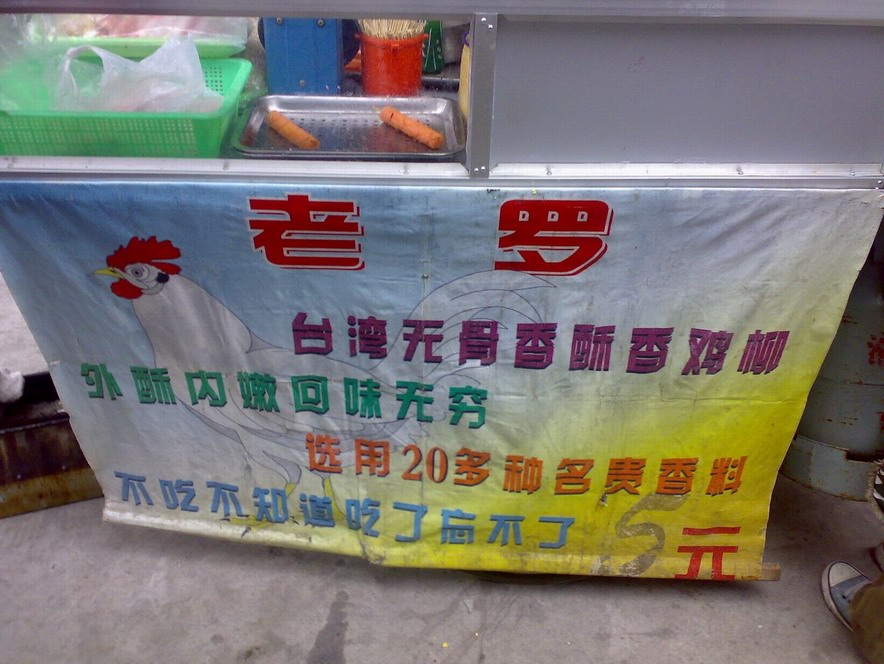 老罗
台湾无骨香酥香鸡柳
外酥内嫩回味无穷
选用20多种名贵香料
不吃不知道吃了忘不了
5元